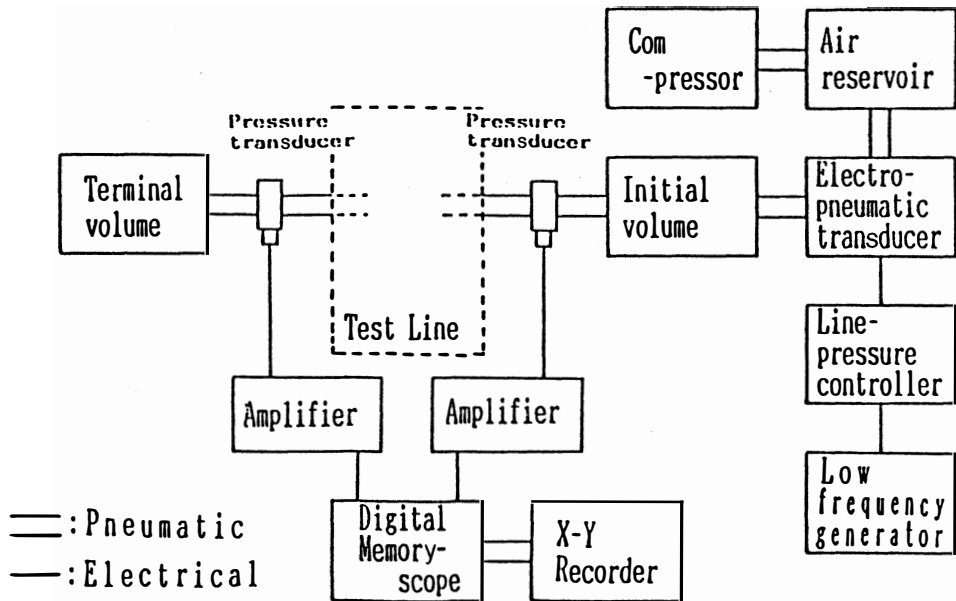 Com
-pressor
Air
reservoir
Pressure
transducer
Pressure
transducer
Terminal
volume
Initial
volume
Electro-
pneumatic
transducer
Test Line
Line-
pressure
controller
Amplifier
Amplifier
Low
frequency
generator
Digital
Memory-
scope
X-Y
Recorder
:Pneumatic
:Electrical